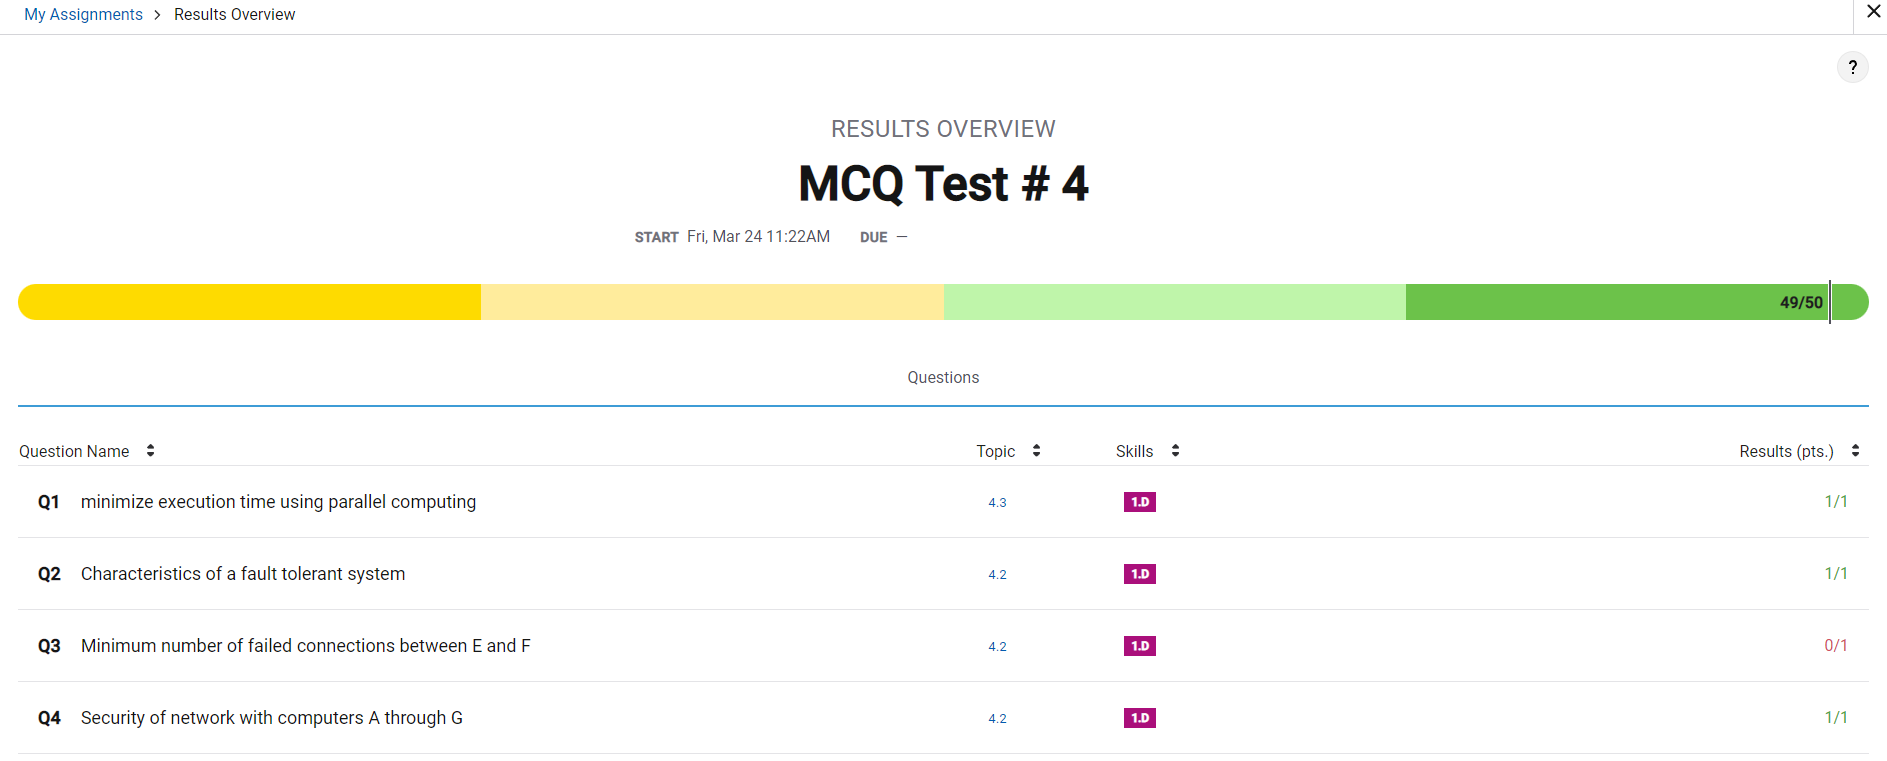 My Assignments > Results Overview
?
RESULTS OVERVIEW
MCQ Test # 4
START Fri, Mar 24 11:22AM DUE —
49/50
Questions
Question Name Topic Skills Results (pts.)
Q1 minimize execution time using parallel computing 4.3 1.D 1/1
Q2 Characteristics of a fault tolerant system 4.2 1.D 1/1
Q3 Minimum number of failed connections between E and F 4.2 1.D 0/1
Q4 Security of network with computers A through G 4.2 1.D 1/1